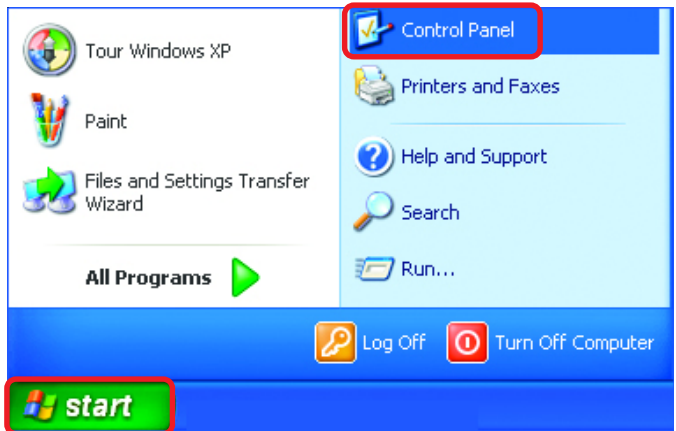 Tour Windows XP
Paint
Files and Settings Transfer
Wizard
All Programs
Control Panel
Printers and Faxes
Help and Support
Search
Run...
Log Off
Turn Off Computer
start